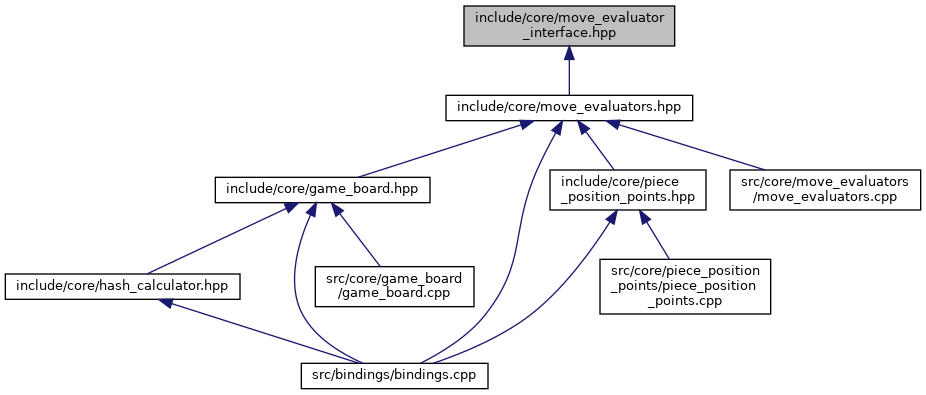 include/core/move_evaluator
_interface.hpp
include/core/move_evaluators.hpp
include/core/game_board.hpp
include/core/piece
_position_points.hpp
src/core/move_evaluators
/move_evaluators.cpp
include/core/hash_calculator.hpp
src/core/game_board
/game_board.cpp
src/core/piece_position
_points/piece_position
_points.cpp
src/bindings/bindings.cpp